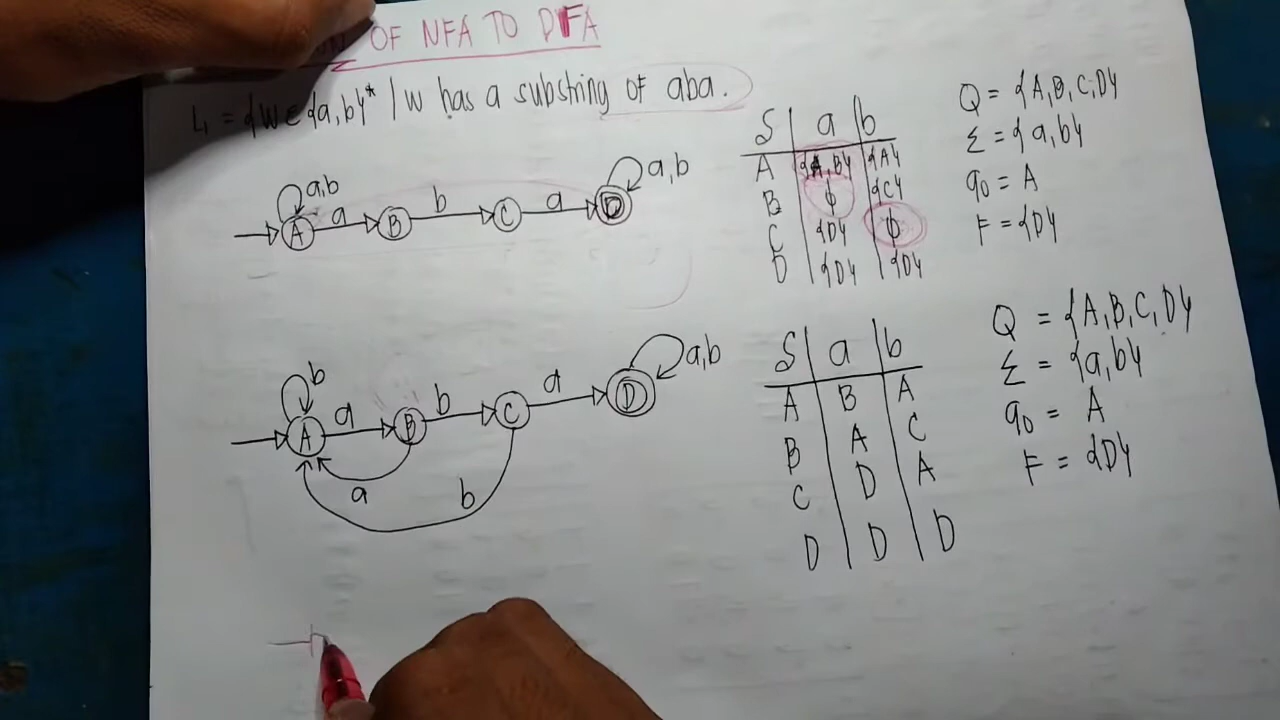 OF NFA TO DFA
L₁ = {w∈{a,b}* / w has a substring of aba.
a,b
a
b
a
a,b
A
B
C
D
S a b
A {A,B} {A}
B ϕ {C}
C {D} ϕ
D {D} {D}
Q = {A,B,C,D}
Σ = {a,b}
q₀ = A
F = {D}
b
a
b
a
a,b
A
B
C
D
a
b
S a b
A B A
B A C
C D A
D D D
Q = {A,B,C,D}
Σ = {a,b}
q₀ = A
F = {D}